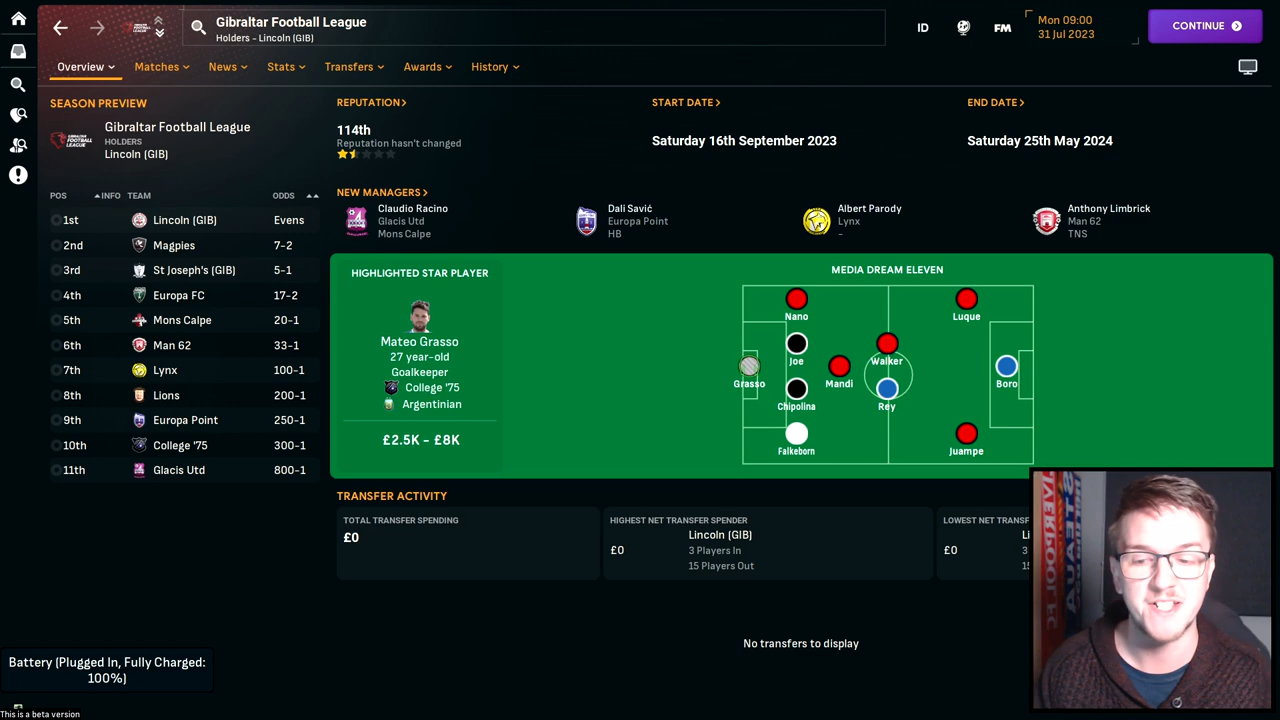 Gibraltar Football League
Holders - Lincoln (GIB)
ID
FM
Mon 09:00
31 Jul 2023
CONTINUE
Overview
Matches
News
Stats
Transfers
Awards
History
SEASON PREVIEW
Gibraltar Football League
HOLDERS
Lincoln (GIB)
REPUTATION
114th
Reputation hasn't changed
START DATE
Saturday 16th September 2023
END DATE
Saturday 25th May 2024
NEW MANAGERS
Claudio Racino
Glacis Utd
Mons Calpe
Dali Savić
Europa Point
HB
Albert Parody
Lynx
-
Anthony Limbrick
Man 62
TNS
POS INFO TEAM ODDS
1st Lincoln (GIB) Evens
2nd Magpies 7-2
3rd St Joseph's (GIB) 5-1
4th Europa FC 17-2
5th Mons Calpe 20-1
6th Man 62 33-1
7th Lynx 100-1
8th Lions 200-1
9th Europa Point 250-1
10th College '75 300-1
11th Glacis Utd 800-1
HIGHLIGHTED STAR PLAYER
Mateo Grasso
27 year-old
Goalkeeper
College '75
Argentinian
£2.5K - £8K
MEDIA DREAM ELEVEN
Nano
Luque
Joe
Walker
Grasso
Mandi
Boro
Chipolina
Rey
Falkeborn
Juampe
TRANSFER ACTIVITY
TOTAL TRANSFER SPENDING
£0
HIGHEST NET TRANSFER SPENDER
£0
Lincoln (GIB)
3 Players In
15 Players Out
LOWEST NET TRANSF
£0
Li
3
15
No transfers to display
LIVERPOOL
STEAUA
Battery (Plugged In, Fully Charged:
100%)
This is a beta version